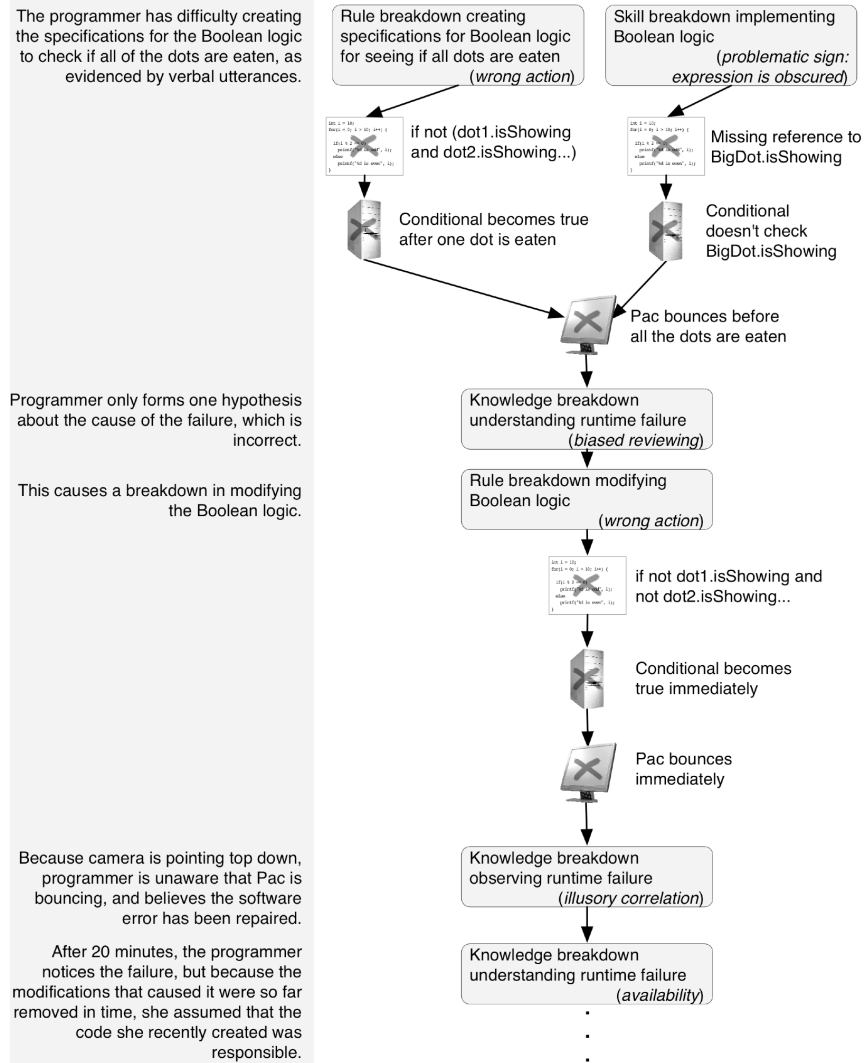 The programmer has difficulty creating
the specifications for the Boolean logic
to check if all of the dots are eaten, as
evidenced by verbal utterances.
Rule breakdown creating
specifications for Boolean logic
for seeing if all dots are eaten
(wrong action)
Skill breakdown implementing
Boolean logic
(problematic sign:
expression is obscured)
if not (dot1.isShowing
and dot2.isShowing...)
Missing reference to
BigDot.isShowing
Conditional becomes true
after one dot is eaten
Conditional
doesn't check
BigDot.isShowing
Pac bounces before
all the dots are eaten
Programmer only forms one hypothesis
about the cause of the failure, which is
incorrect.
Knowledge breakdown
understanding runtime failure
(biased reviewing)
This causes a breakdown in modifying
the Boolean logic.
Rule breakdown modifying
Boolean logic
(wrong action)
if not dot1.isShowing and
not dot2.isShowing...
Conditional becomes
true immediately
Pac bounces
immediately
Because camera is pointing top down,
programmer is unaware that Pac is
bouncing, and believes the software
error has been repaired.
Knowledge breakdown
observing runtime failure
(illusory correlation)
After 20 minutes, the programmer
notices the failure, but because the
modifications that caused it were so far
removed in time, she assumed that the
code she recently created was
responsible.
Knowledge breakdown
understanding runtime failure
(availability)